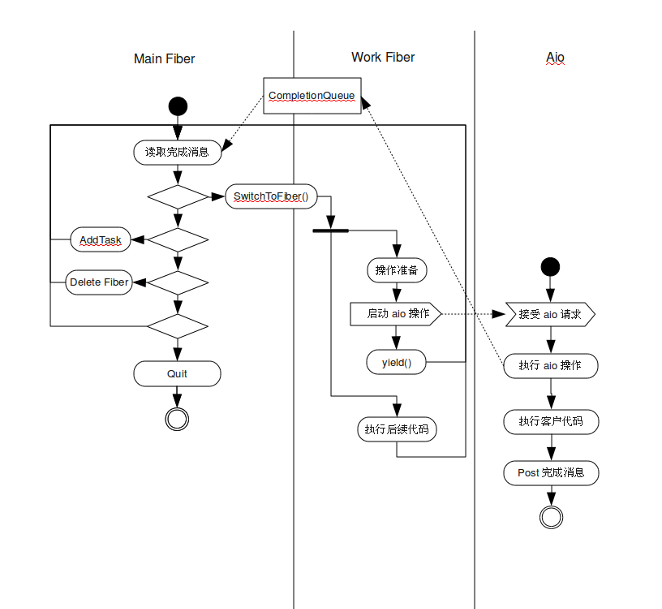 Main Fiber
Work Fiber
Aio
CompletionQueue
读取完成消息
SwitchToFiber()
AddTask
操作准备
Delete Fiber
启动 aio 操作
接受 aio 请求
yield()
执行 aio 操作
Quit
执行后续代码
执行客户代码
Post 完成消息